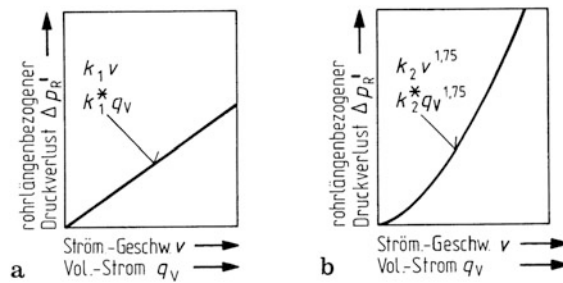 rohrlängenbezogener
Druckverlust Δp'R
k₁ v
k₁* qᵥ
Ström.-Geschw. v
Vol.-Strom qᵥ
a
rohrlängenbezogener
Druckverlust Δp'R
k₂ v¹,⁷⁵
k₂* qᵥ¹,⁷⁵
Ström.-Geschw. v
Vol.-Strom qᵥ
b